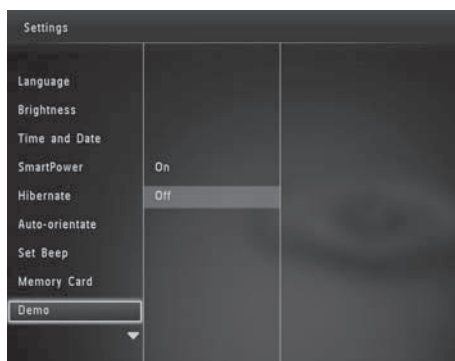 Settings
Language
Brightness
Time and Date
SmartPower
On
Hibernate
Off
Auto-orientate
Set Beep
Memory Card
Demo